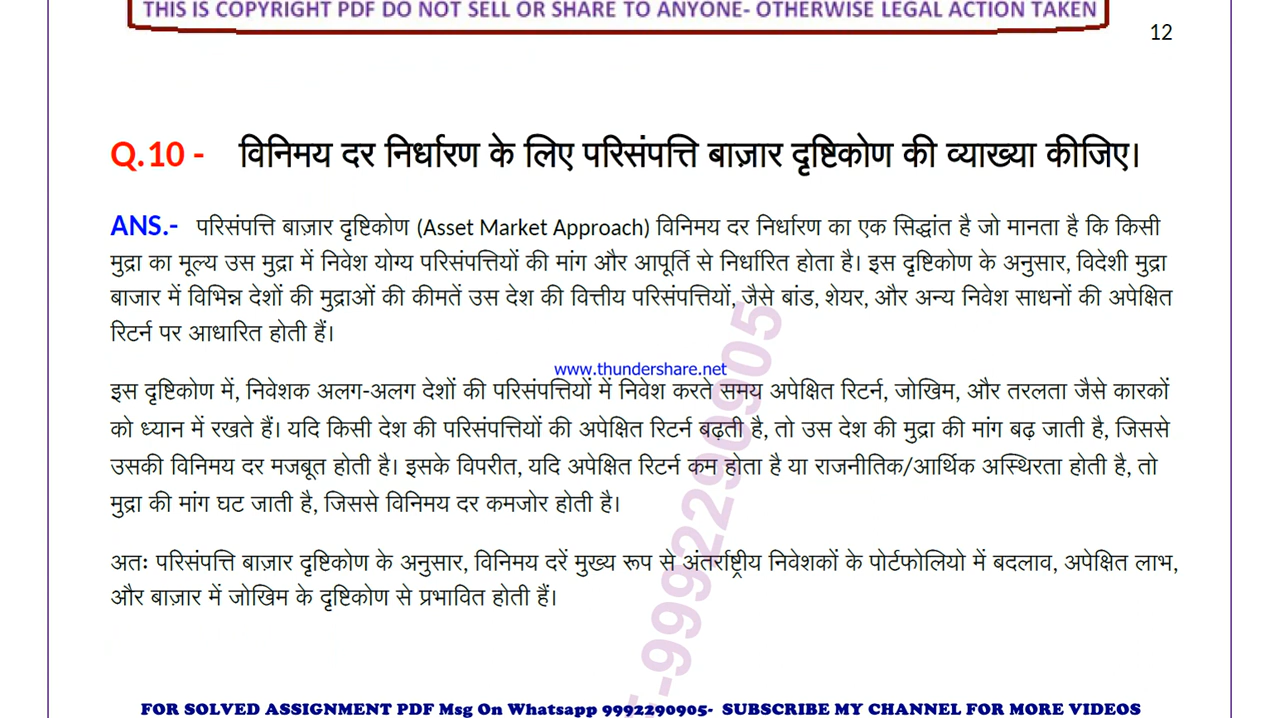 THIS IS COPYRIGHT PDF DO NOT SELL OR SHARE TO ANYONE- OTHERWISE LEGAL ACTION TAKEN
12
Q.10 - विनिमय दर निर्धारण के लिए परिसंपत्ति बाज़ार दृष्टिकोण की व्याख्या कीजिए।
ANS.- परिसंपत्ति बाज़ार दृष्टिकोण (Asset Market Approach) विनिमय दर निर्धारण का एक सिद्धांत है जो मानता है कि किसी
मुद्रा का मूल्य उस मुद्रा में निवेश योग्य परिसंपत्तियों की मांग और आपूर्ति से निर्धारित होता है। इस दृष्टिकोण के अनुसार, विदेशी मुद्रा
बाजार में विभिन्न देशों की मुद्राओं की कीमतें उस देश की वित्तीय परिसंपत्तियों, जैसे बांड, शेयर, और अन्य निवेश साधनों की अपेक्षित
रिटर्न पर आधारित होती हैं।
www.thundershare.net
इस दृष्टिकोण में, निवेशक अलग-अलग देशों की परिसंपत्तियों में निवेश करते समय अपेक्षित रिटर्न, जोखिम, और तरलता जैसे कारकों
को ध्यान में रखते हैं। यदि किसी देश की परिसंपत्तियों की अपेक्षित रिटर्न बढ़ती है, तो उस देश की मुद्रा की मांग बढ़ जाती है, जिससे
उसकी विनिमय दर मजबूत होती है। इसके विपरीत, यदि अपेक्षित रिटर्न कम होता है या राजनीतिक/आर्थिक अस्थिरता होती है, तो
मुद्रा की मांग घट जाती है, जिससे विनिमय दर कमजोर होती है।
अतः परिसंपत्ति बाज़ार दृष्टिकोण के अनुसार, विनिमय दरें मुख्य रूप से अंतर्राष्ट्रीय निवेशकों के पोर्टफोलियो में बदलाव, अपेक्षित लाभ,
और बाज़ार में जोखिम के दृष्टिकोण से प्रभावित होती हैं।
-9992290905
FOR SOLVED ASSIGNMENT PDF Msg On Whatsapp 9992290905- SUBSCRIBE MY CHANNEL FOR MORE VIDEOS